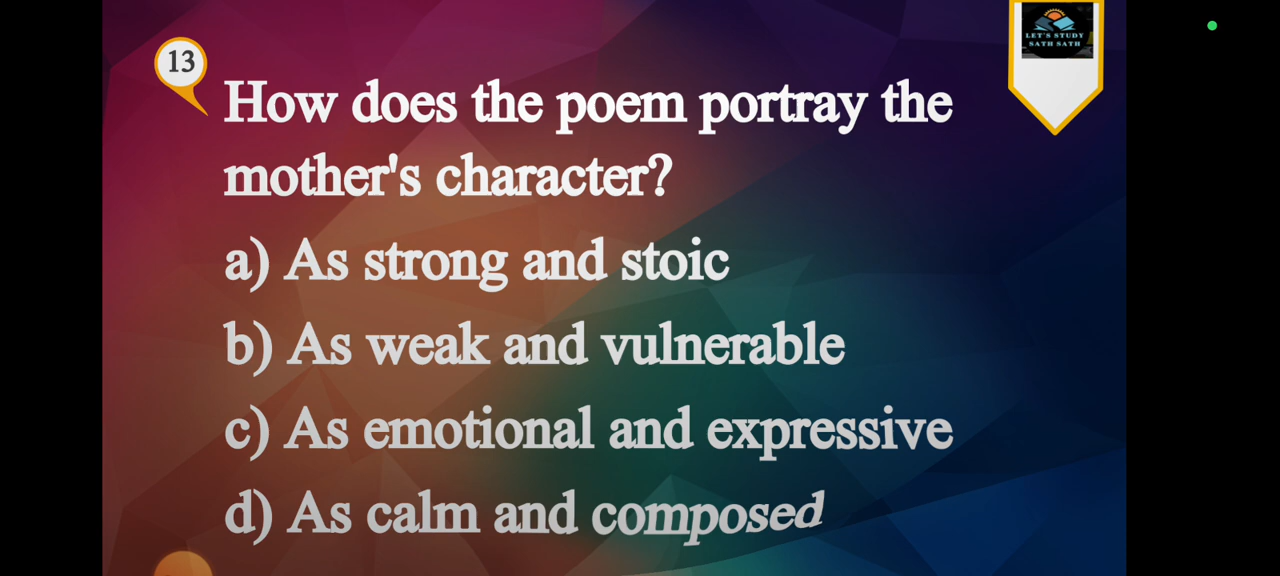 13
LET'S STUDY
SATH SATH
How does the poem portray the
mother's character?
a) As strong and stoic
b) As weak and vulnerable
c) As emotional and expressive
d) As calm and composed